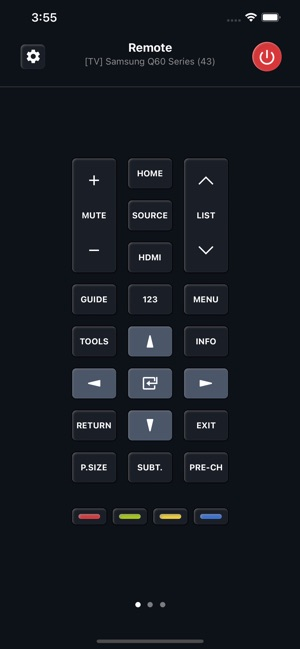 3:55
Remote
[TV] Samsung Q60 Series (43)
HOME
MUTE
SOURCE
LIST
HDMI
GUIDE
123
MENU
TOOLS
INFO
RETURN
EXIT
P.SIZE
SUBT.
PRE-CH